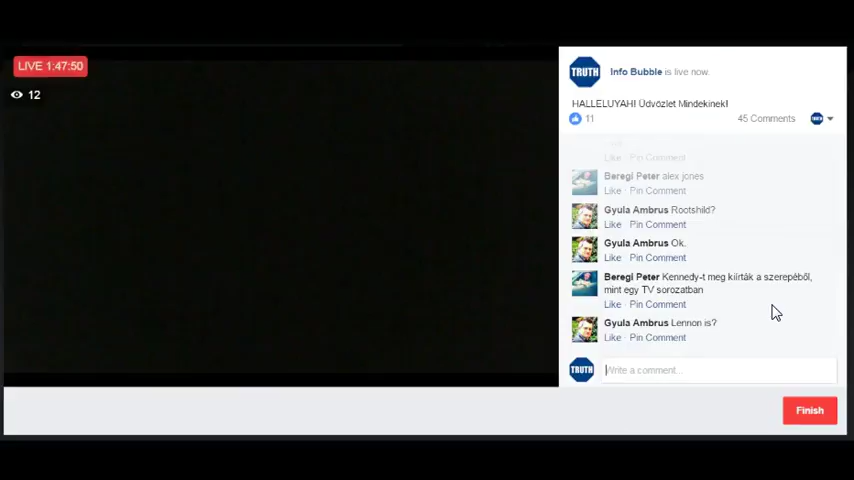 LIVE 1:47:50
12
TRUTH
Info Bubble is live now.
HALLELUYAH! Üdvözlet Mindekinek!
11
45 Comments
TRUTH
Like · Pin Comment
Beregi Peter alex jones
Like · Pin Comment
Gyula Ambrus Rootshild?
Like · Pin Comment
Gyula Ambrus Ok.
Like · Pin Comment
Beregi Peter Kennedy-t meg kiírták a szerepéből,
mint egy TV sorozatban
Like · Pin Comment
Gyula Ambrus Lennon is?
Like · Pin Comment
TRUTH
Write a comment...
Finish